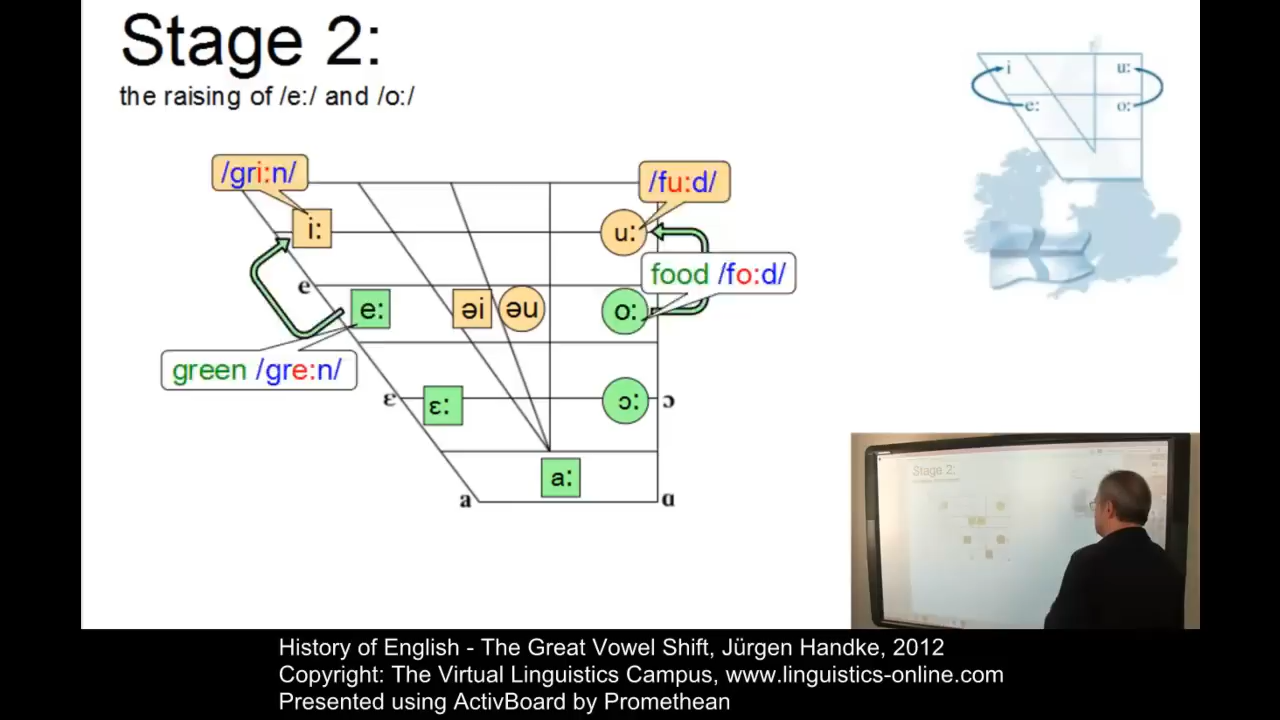 Stage 2:
the raising of /e:/ and /o:/
i
u:
e:
o:
/gri:n/
/fu:d/
i:
u:
food /fo:d/
e
e:
əi
əu
o:
green /gre:n/
ɛ
ɛ:
ɔ:
ɔ
a:
a
ɑ
Stage 2:
History of English - The Great Vowel Shift, Jürgen Handke, 2012
Copyright: The Virtual Linguistics Campus, www.linguistics-online.com
Presented using ActivBoard by Promethean